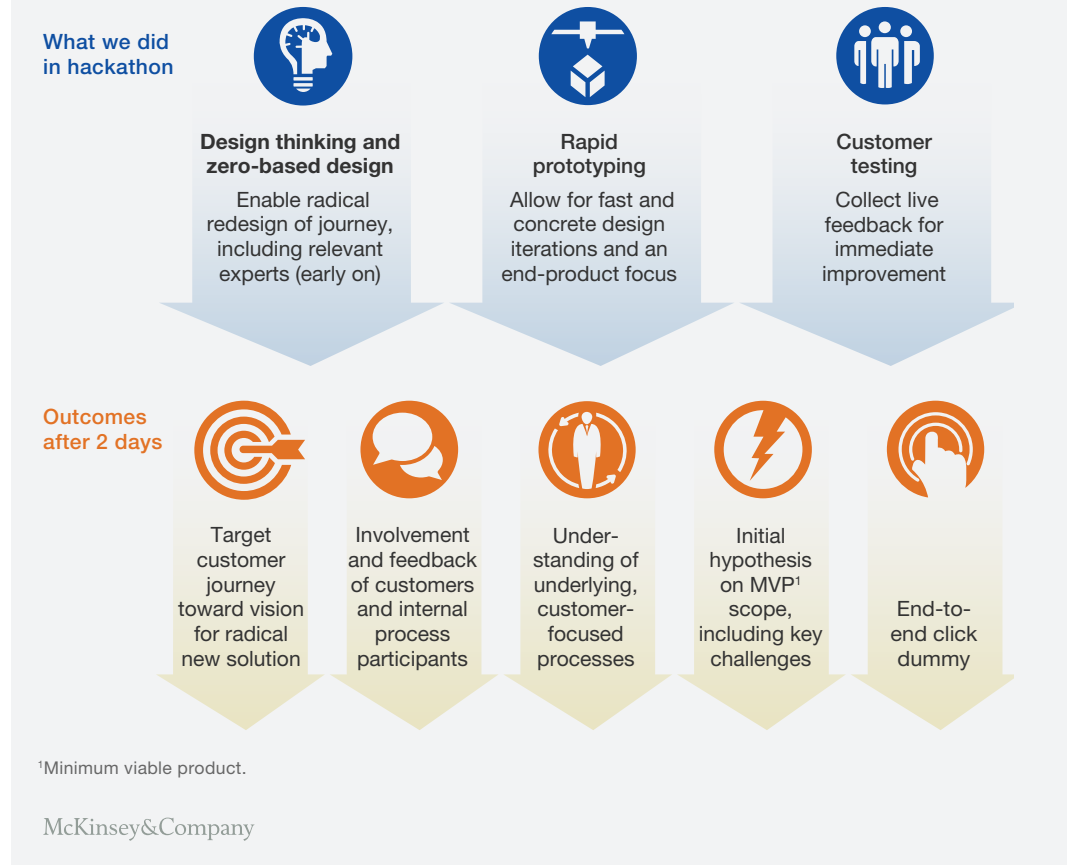 What we did
in hackathon
Design thinking and
zero-based design
Enable radical
redesign of journey,
including relevant
experts (early on)
Rapid
prototyping
Allow for fast and
concrete design
iterations and an
end-product focus
Customer
testing
Collect live
feedback for
immediate
improvement
Outcomes
after 2 days
Target
customer
journey
toward vision
for radical
new solution
Involvement
and feedback
of customers
and internal
process
participants
Under-
standing of
underlying,
customer-
focused
processes
Initial
hypothesis
on MVP¹
scope,
including key
challenges
End-to-
end click
dummy
¹Minimum viable product.
McKinsey&Company